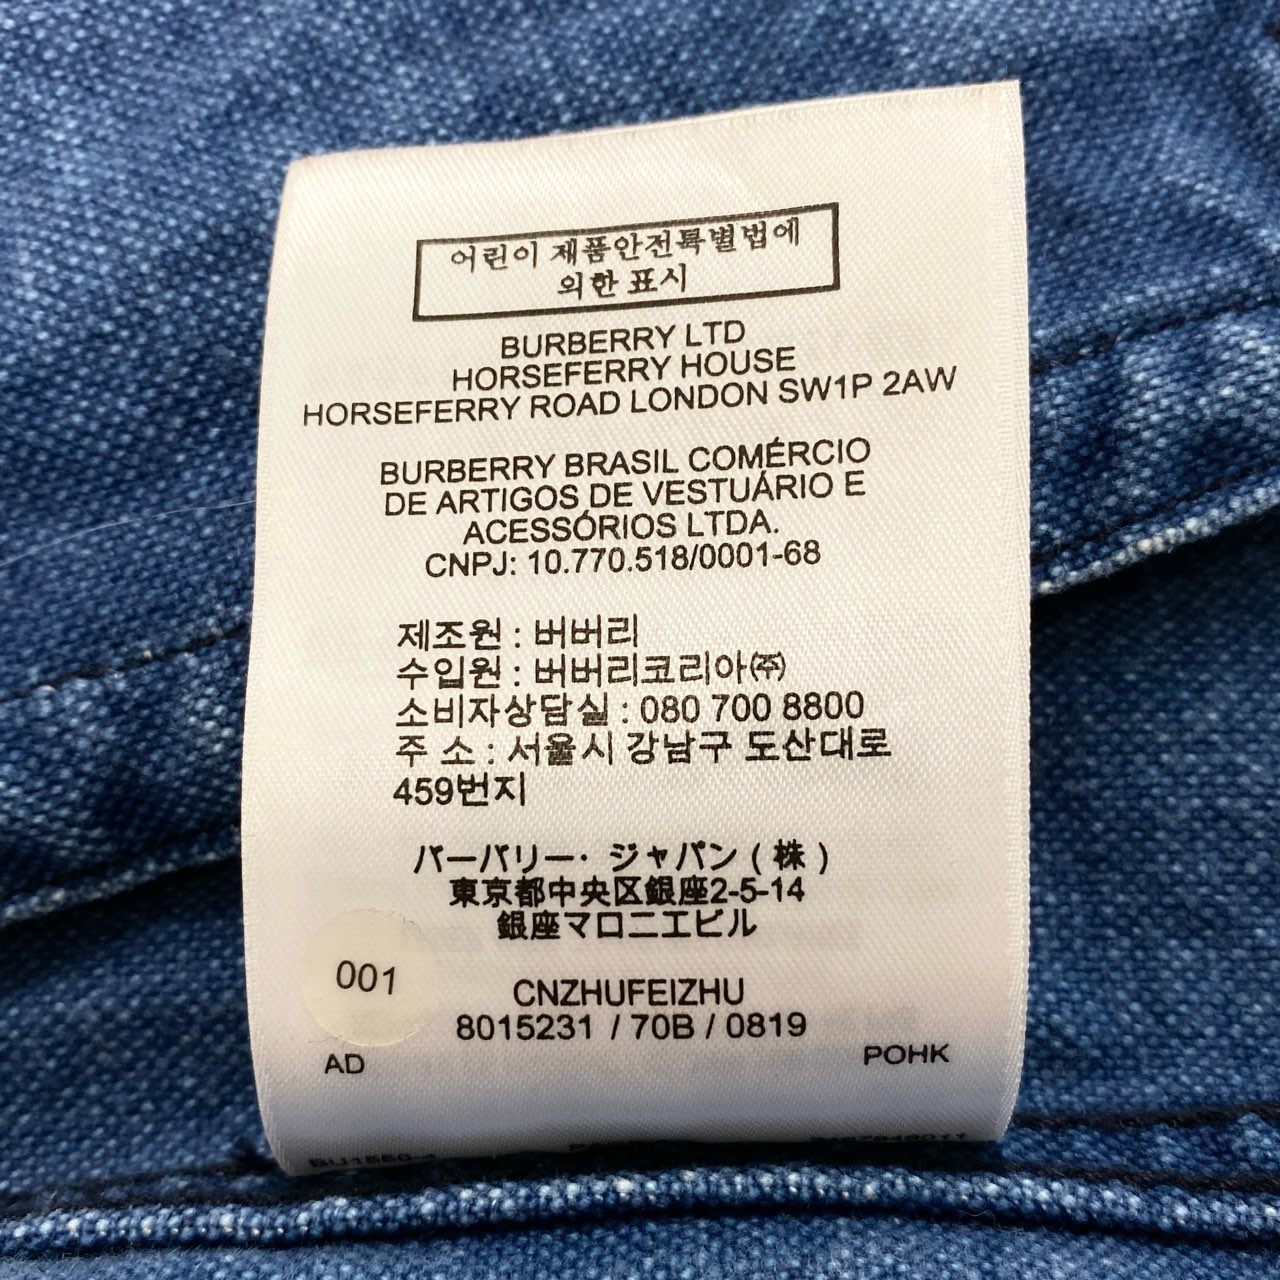 어린이 제품안전특별법에
의한 표시
BURBERRY LTD
HORSEFERRY HOUSE
HORSEFERRY ROAD LONDON SW1P 2AW
BURBERRY BRASIL COMÉRCIO
DE ARTIGOS DE VESTUÁRIO E
ACESSÓRIOS LTDA.
CNPJ: 10.770.518/0001-68
제조원 : 버버리
수입원 : 버버리코리아㈜
소비자상담실 : 080 700 8800
주 소 : 서울시 강남구 도산대로
459번지
バーバリー・ジャパン ( 株 )
東京都中央区銀座2-5-14
銀座マロニエビル
001
CNZHUFEIZHU
8015231 / 70B / 0819
AD POHK